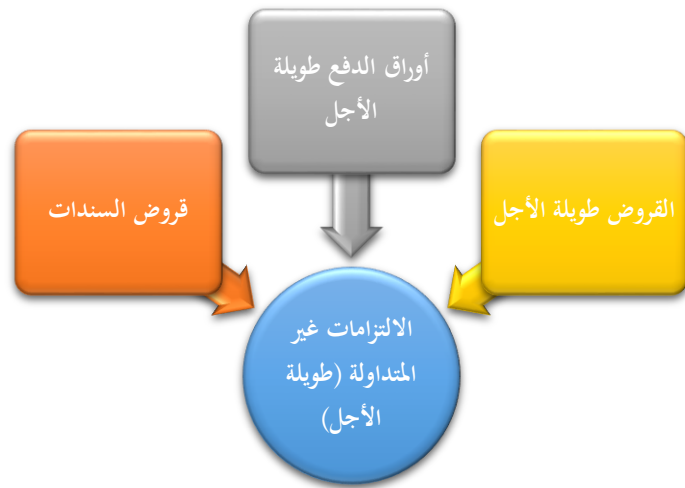 أوراق الدفع طويلة
الأجل
القروض طويلة الأجل
قروض السندات
الالتزامات غير
المتداولة (طويلة
الأجل)